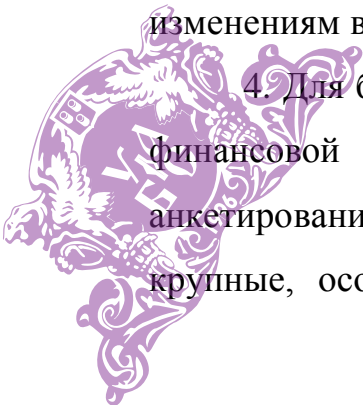 изменениям в
4. Для б
финансовой
анкетировани
крупные, осо